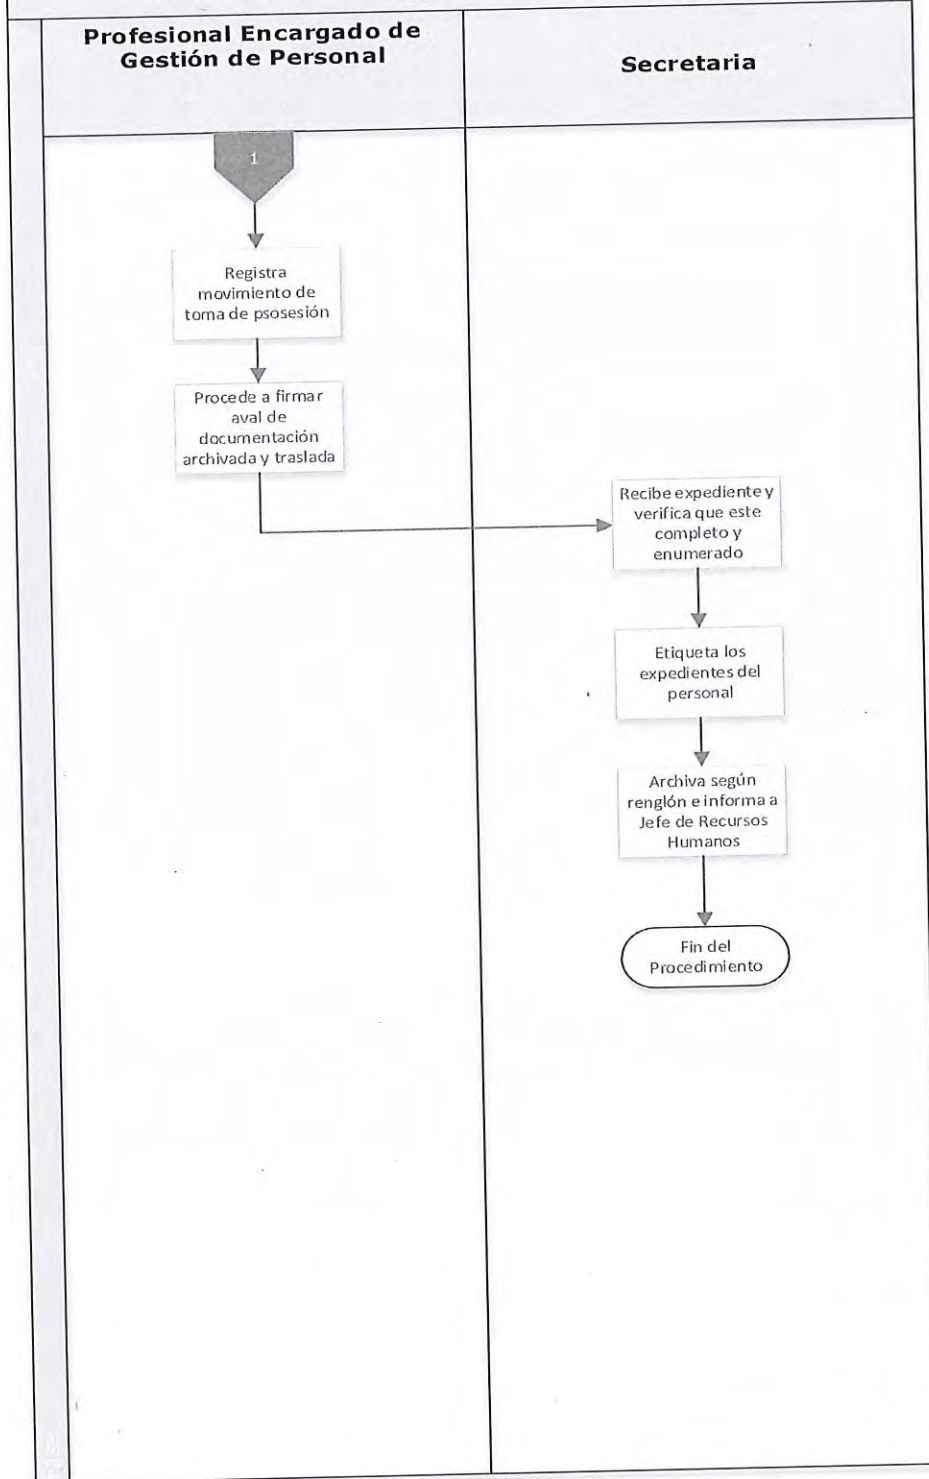 Profesional Encargado de
Gestión de Personal
Secretaria
1
Registra
movimiento de
toma de psosesión
Procede a firmar
aval de
documentación
archivada y traslada
Recibe expediente y
verifica que este
completo y
enumerado
Etiqueta los
expedientes del
personal
Archiva según
renglón e informa a
Jefe de Recursos
Humanos
Fin del
Procedimiento